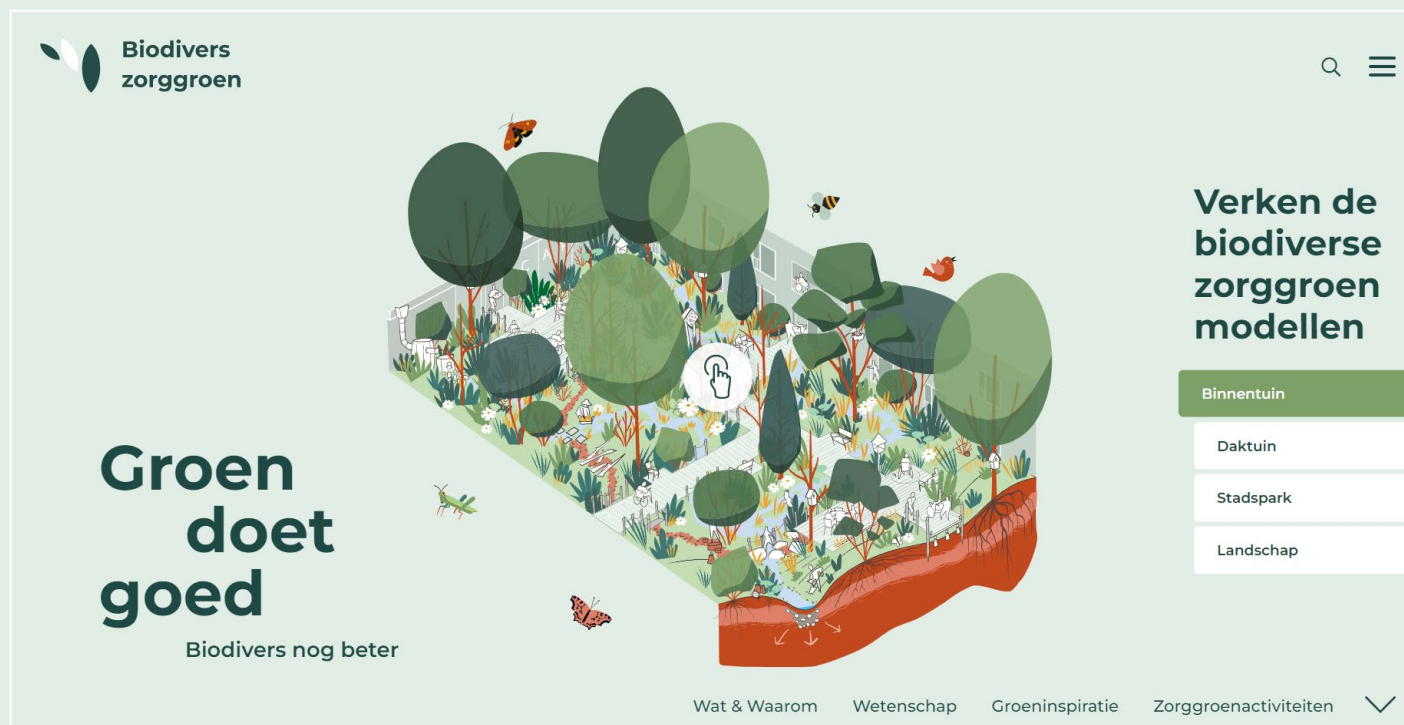 Biodivers
zorggroen
Verken de
biodiverse
zorggroen
modellen
Binnentuin
Daktuin
Stadspark
Landschap
Groen
doet
goed
Biodivers nog beter
Wat & Waarom
Wetenschap
Groeninspiratie
Zorggroenactiviteiten